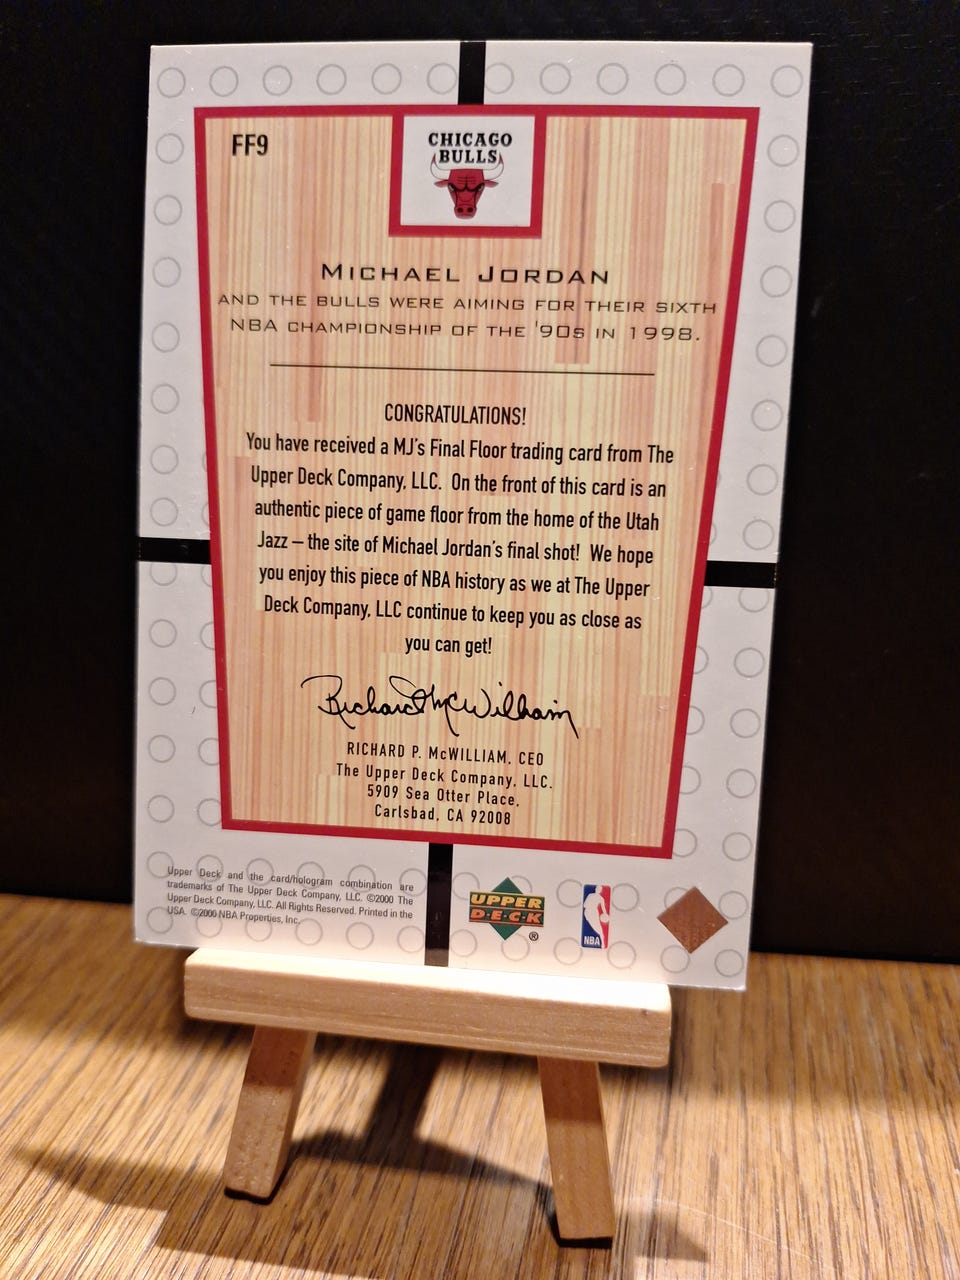 FF9
CHICAGO
BULLS
MICHAEL JORDAN
AND THE BULLS WERE AIMING FOR THEIR SIXTH
NBA CHAMPIONSHIP OF THE '90s IN 1998.
CONGRATULATIONS!
You have received a MJ's Final Floor trading card from The
Upper Deck Company, LLC. On the front of this card is an
authentic piece of game floor from the home of the Utah
Jazz – the site of Michael Jordan's final shot! We hope
you enjoy this piece of NBA history as we at The Upper
Deck Company, LLC continue to keep you as close as
you can get!
Richard McWilliam
RICHARD P. McWILLIAM, CEO
The Upper Deck Company, LLC.
5909 Sea Otter Place,
Carlsbad, CA 92008
Upper Deck and the card/hologram combination are
trademarks of The Upper Deck Company, LLC. ©2000 The
Upper Deck Company, LLC. All Rights Reserved. Printed in the
USA. ©2000 NBA Properties, Inc.
UPPER
D·E·C·K
®
NBA